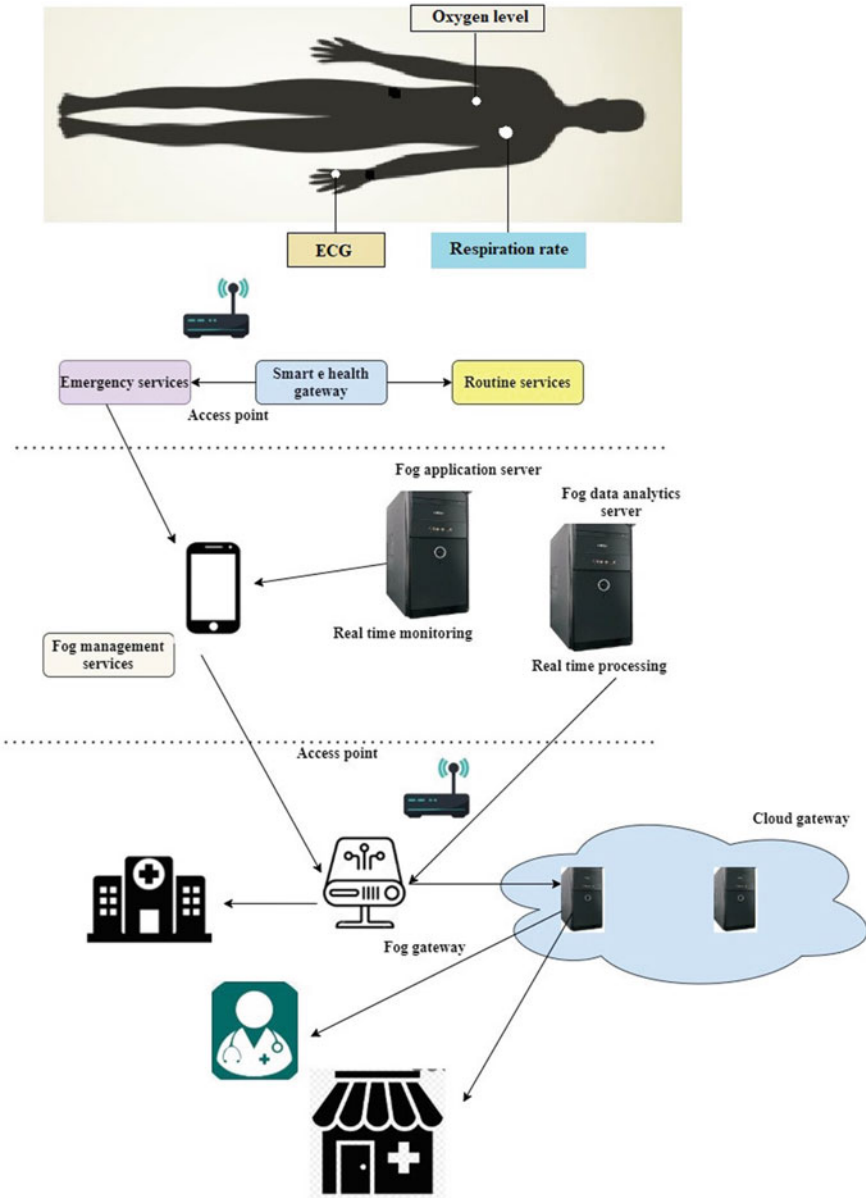 Oxygen level
ECG
Respiration rate
Emergency services
Smart e health
gateway
Routine services
Access point
Fog application server
Fog data analytics
server
Real time monitoring
Fog management
services
Real time processing
Access point
Cloud gateway
Fog gateway